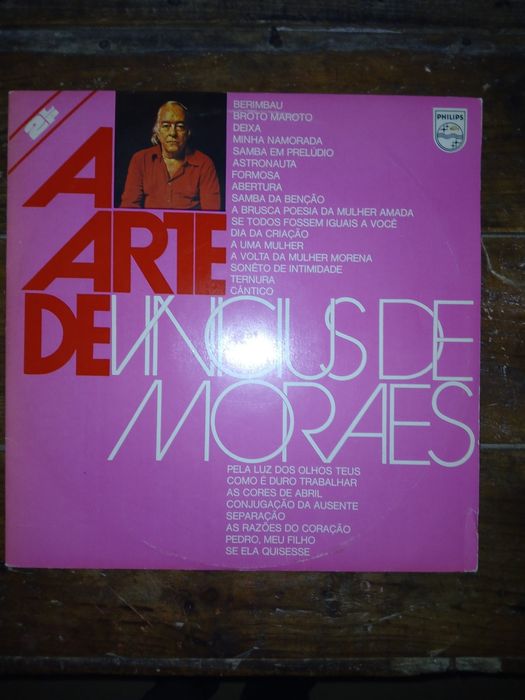 A
ARTE
DE VINICIUS DE
MORAES
BERIMBAU
BROTO MAROTO
DEIXA
MINHA NAMORADA
SAMBA EM PRELÚDIO
ASTRONAUTA
FORMOSA
ABERTURA
SAMBA DA BENÇÃO
A BRUSCA POESIA DA MULHER AMADA
SE TODOS FOSSEM IGUAIS A VOCÊ
DIA DA CRIAÇÃO
A UMA MULHER
A VOLTA DA MULHER MORENA
SONÊTO DE INTIMIDADE
TERNURA
CÂNTICO
PELA LUZ DOS OLHOS TEUS
COMO É DURO TRABALHAR
AS CORES DE ABRIL
CONJUGAÇÃO DA AUSENTE
SEPARAÇÃO
AS RAZÕES DO CORAÇÃO
PEDRO, MEU FILHO
SE ELA QUISESSE
PHILIPS